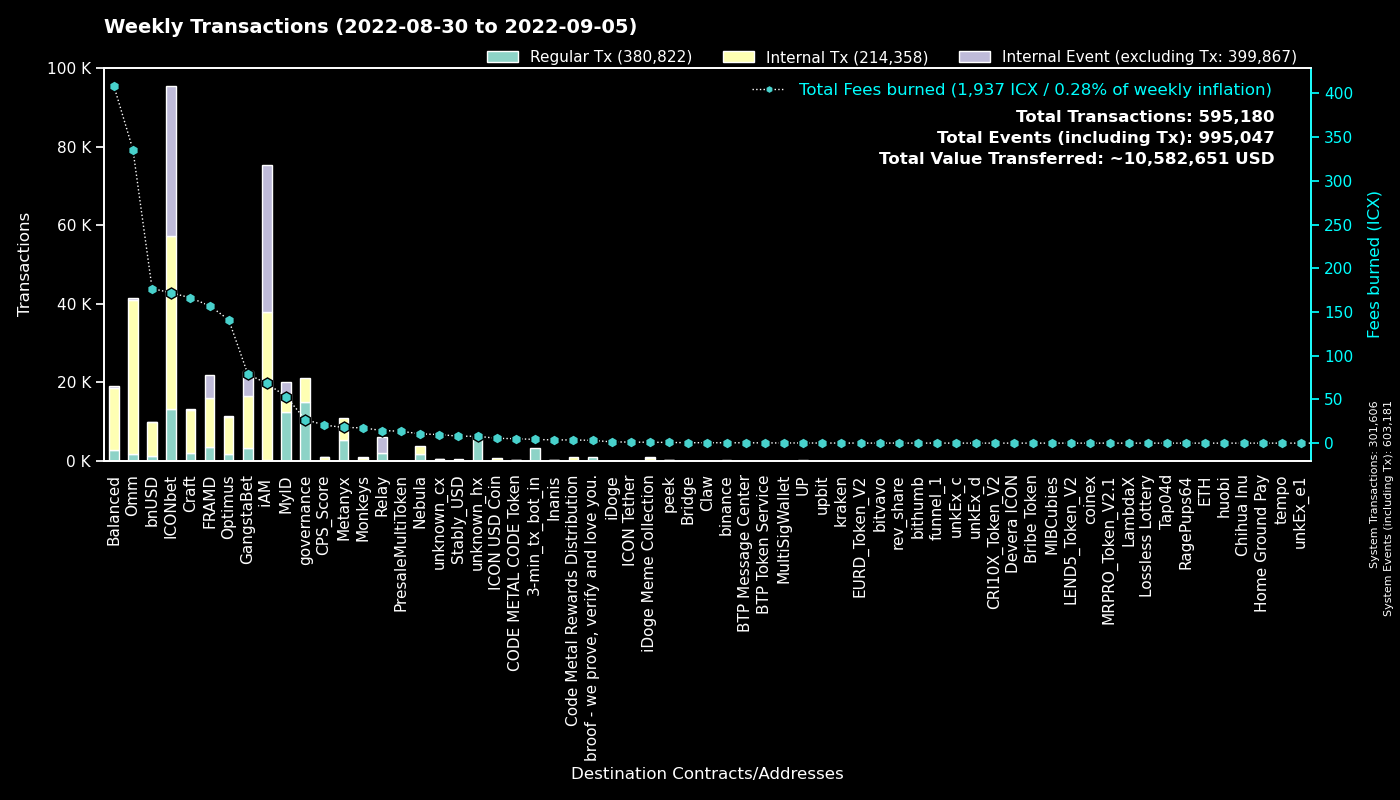 Weekly Transactions (2022-08-30 to 2022-09-05)
Regular Tx (380,822)
Internal Tx (214,358)
Internal Event (excluding Tx: 399,867)
Total Fees burned (1,937 ICX / 0.28% of weekly inflation)
Total Transactions: 595,180
Total Events (including Tx): 995,047
Total Value Transferred: ~10,582,651 USD
Transactions
100 K
80 K
60 K
40 K
20 K
0 K
Fees burned (ICX)
400
350
300
250
200
150
100
50
0
System Transactions: 301,606
System Events (including Tx): 603,181
Balanced
Omm
bnUSD
ICONbet
Craft
FRAMD
Optimus
GangstaBet
iAM
MyID
governance
CPS_Score
Metanyx
Monkeys
Relay
PresaleMultiToken
Nebula
unknown_cx
Stably_USD
unknown_hx
ICON USD Coin
CODE METAL CODE Token
3-min_tx_bot_in
Inanis
Code Metal Rewards Distribution
broof - we prove, verify and love you.
iDoge
ICON Tether
iDoge Meme Collection
peek
Bridge
Claw
binance
BTP Message Center
BTP Token Service
MultiSigWallet
UP
upbit
kraken
EURD_Token_V2
bitvavo
rev_share
bithumb
funnel_1
unkEx_c
unkEx_d
CRI10X_Token_V2
Devera ICON
Bribe Token
MIBCubies
LEND5_Token_V2
coinex
MRPRO_Token_V2.1
LambdaX
Lossless Lottery
Tap04d
RagePups64
ETH
huobi
Chihua Inu
Home Ground Pay
tempo
unkEx_e1
Destination Contracts/Addresses